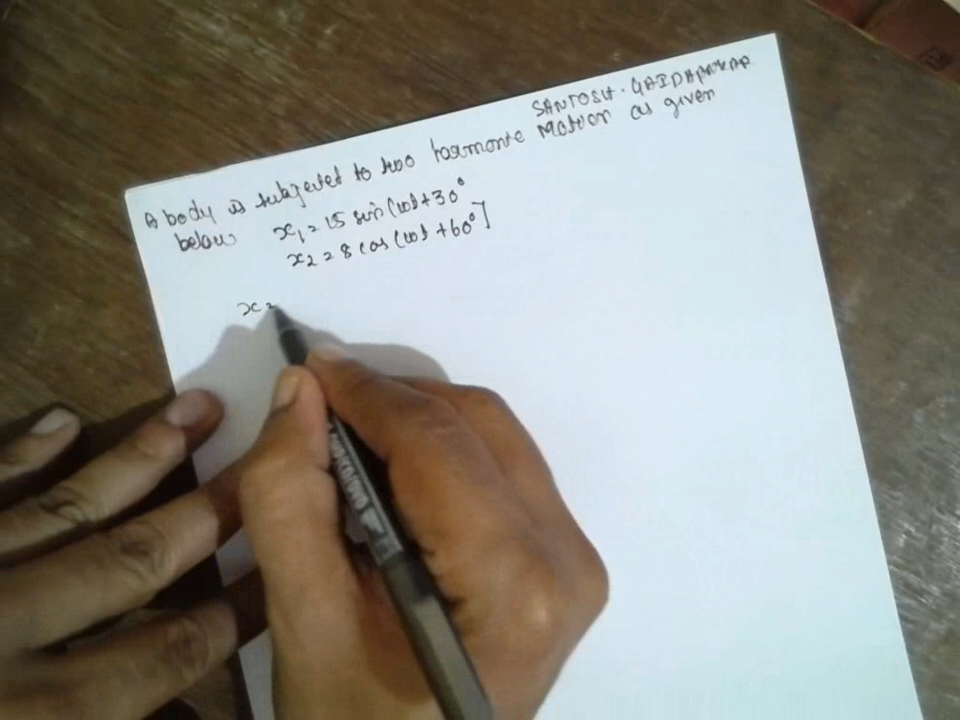 SANTOSH. GAIDHANKAR
A body is subjected to two harmonic Motion as given
below x₁ = 15 sin (ωt+30°
x₂ = 8 cos (ωt +60°]
x =